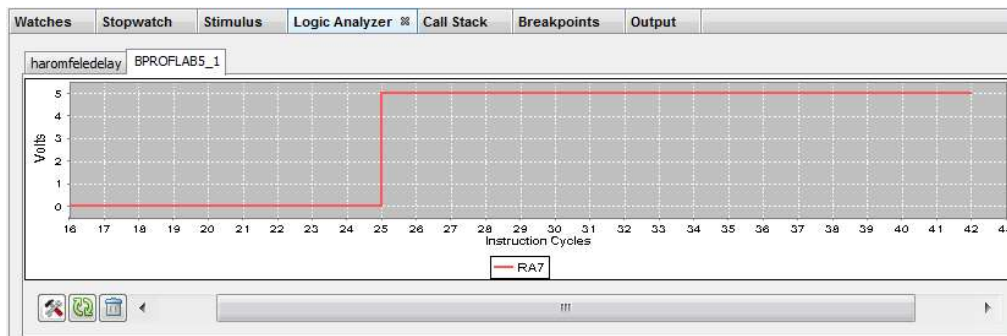 Watches Stopwatch Stimulus Logic Analyzer Call Stack Breakpoints Output
haromfeledelay BPROFLAB5_1
5
4
3
2
1
0
Volts
16 17 18 19 20 21 22 23 24 25 26 27 28 29 30 31 32 33 34 35 36 37 38 39 40 41 42
Instruction Cycles
RA7